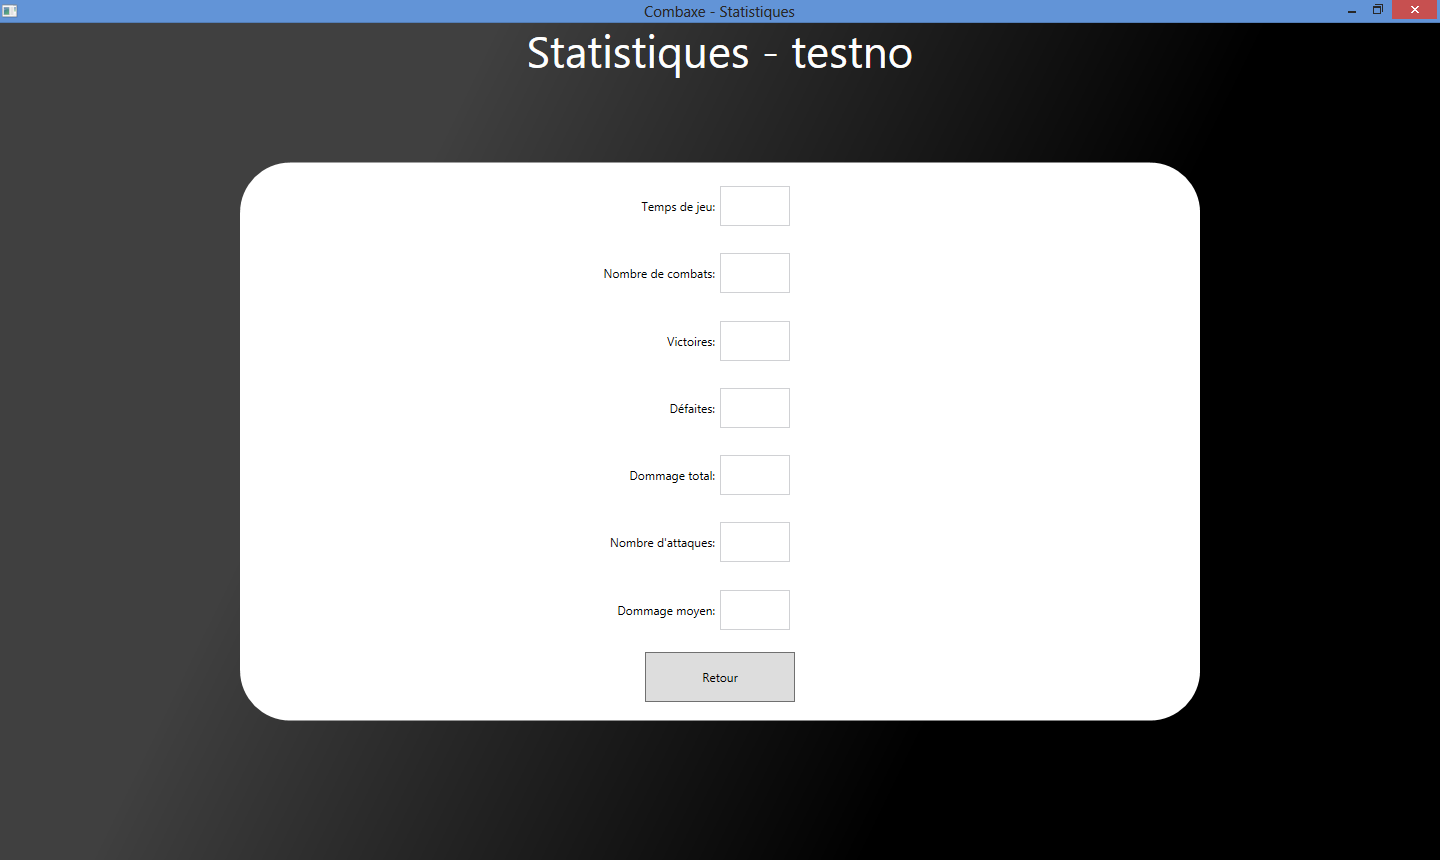 Combaxe - Statistiques
Statistiques - testno
Temps de jeu:
Nombre de combats:
Victoires:
Défaites:
Dommage total:
Nombre d'attaques:
Dommage moyen:
Retour